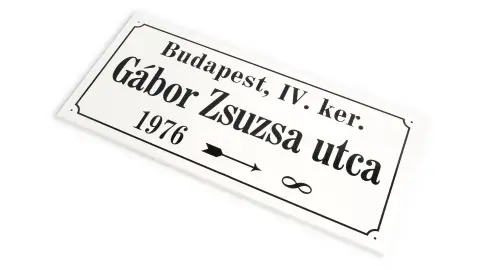 Budapest, IV. ker.
Gábor Zsuzsa utca
1976 → ∞